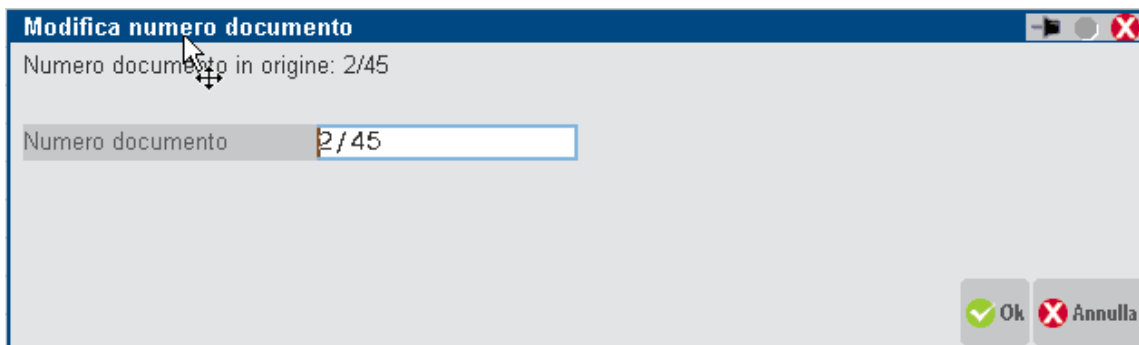 Modifica numero documento
Numero documento in origine: 2/45
Numero documento 2/45
Ok Annulla